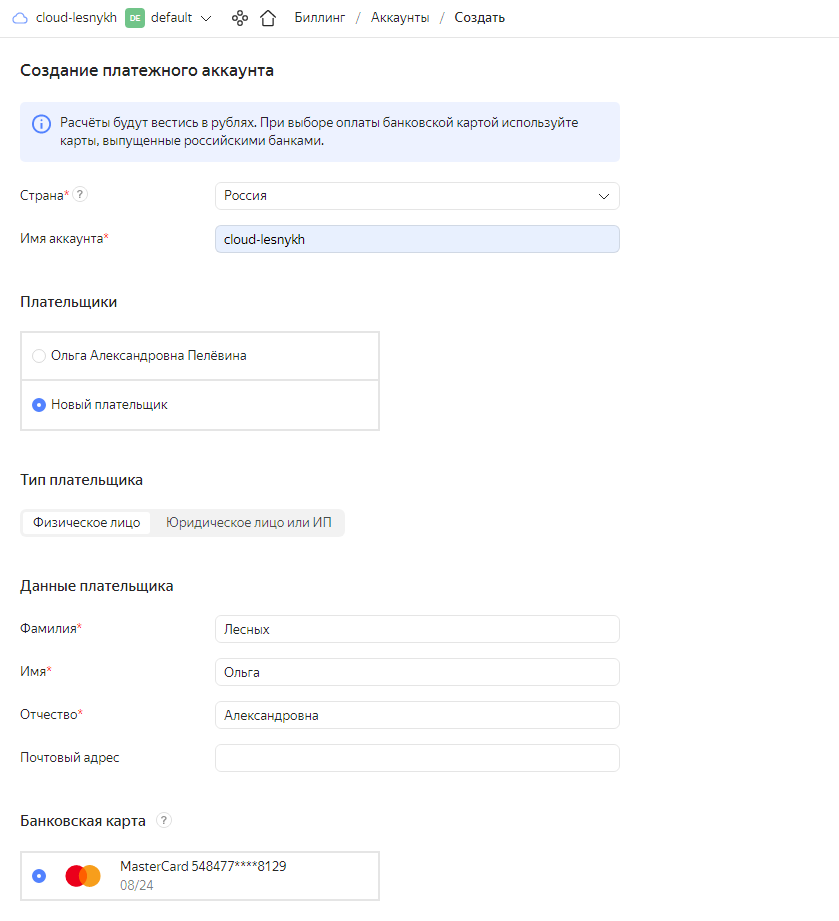 cloud-lesnykh DE default Биллинг / Аккаунты / Создать
Создание платежного аккаунта
Расчёты будут вестись в рублях. При выборе оплаты банковской картой используйте
карты, выпущенные российскими банками.
Страна* ? Россия
Имя аккаунта* cloud-lesnykh
Плательщики
Ольга Александровна Пелёвина
Новый плательщик
Тип плательщика
Физическое лицо Юридическое лицо или ИП
Данные плательщика
Фамилия* Лесных
Имя* Ольга
Отчество* Александровна
Почтовый адрес
Банковская карта ?
MasterCard 548477****8129
08/24